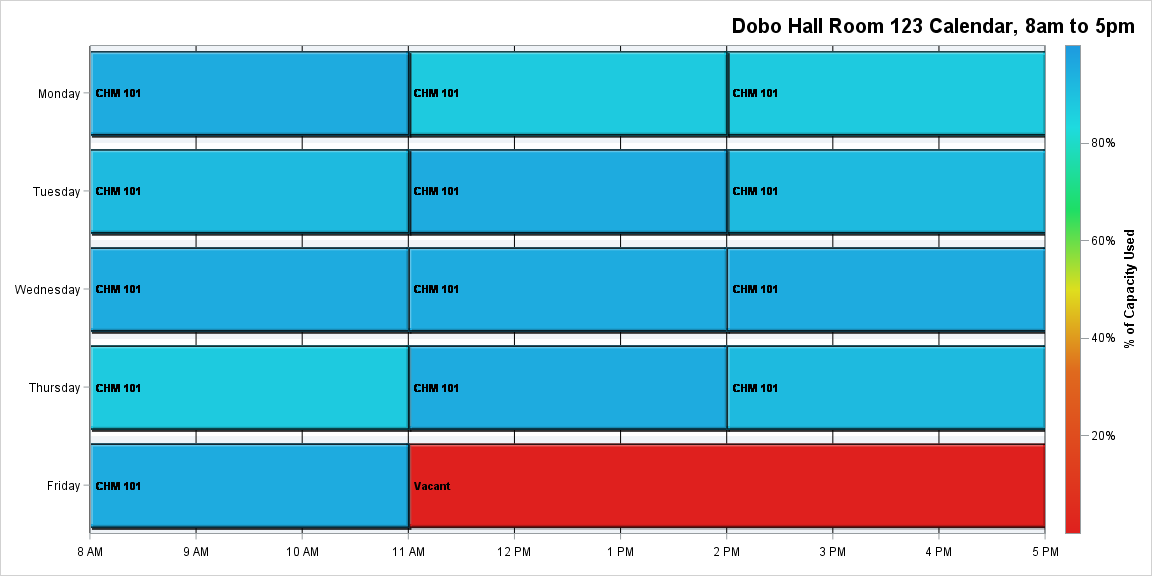 Dobo Hall Room 123 Calendar, 8am to 5pm
Monday CHM 101 CHM 101 CHM 101
80%
Tuesday CHM 101 CHM 101 CHM 101
60%
% of Capacity Used
Wednesday CHM 101 CHM 101 CHM 101
40%
Thursday CHM 101 CHM 101 CHM 101
20%
Friday CHM 101 Vacant
8 AM 9 AM 10 AM 11 AM 12 PM 1 PM 2 PM 3 PM 4 PM 5 PM